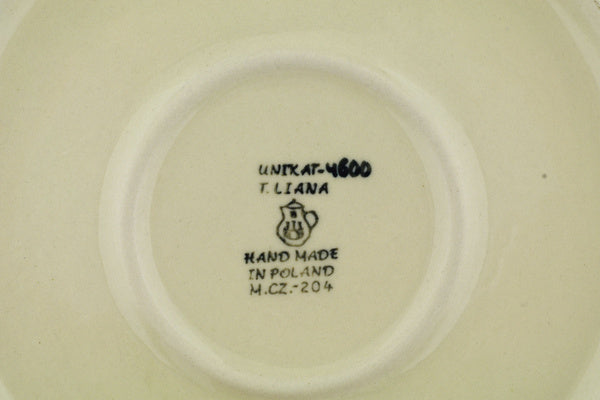 UNIKAT-4600
T. LIANA
HAND MADE
IN POLAND
M.CZ.-204